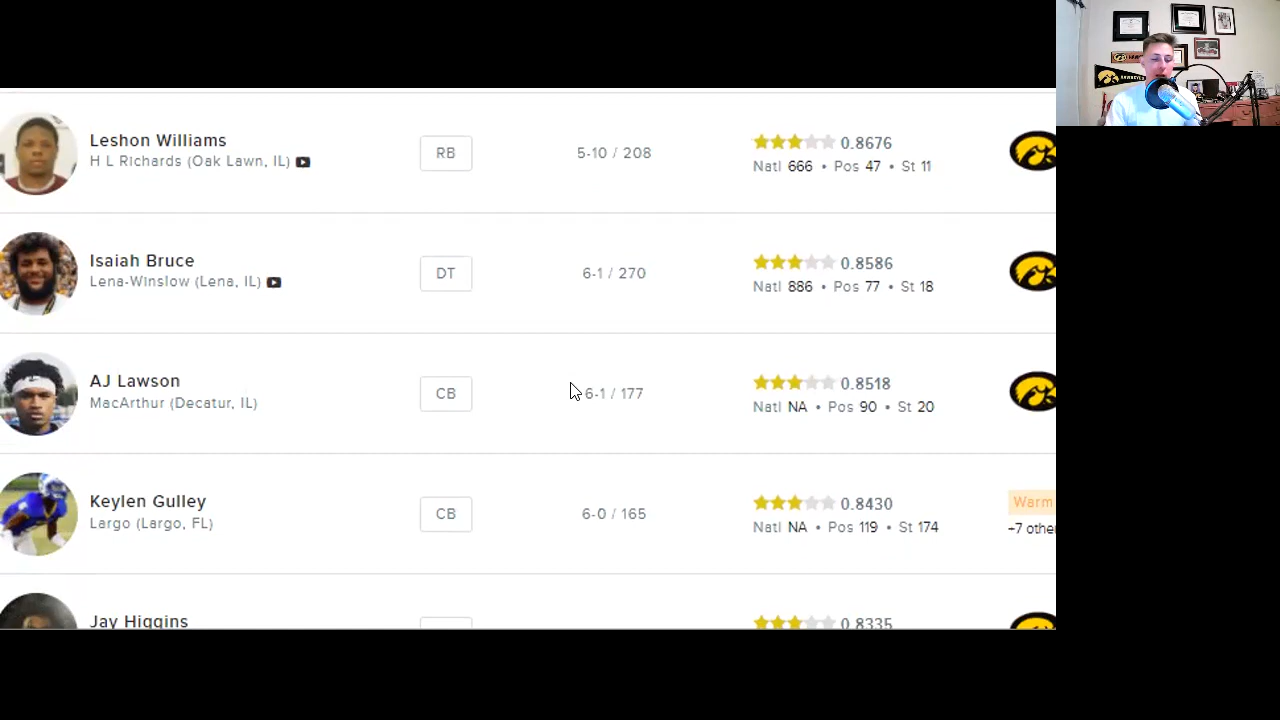 Leshon Williams
H L Richards (Oak Lawn, IL)
RB
5-10 / 208
0.8676
Natl 666 • Pos 47 • St 11
Isaiah Bruce
Lena-Winslow (Lena, IL)
DT
6-1 / 270
0.8586
Natl 886 • Pos 77 • St 18
AJ Lawson
MacArthur (Decatur, IL)
CB
6-1 / 177
0.8518
Natl NA • Pos 90 • St 20
Keylen Gulley
Largo (Largo, FL)
CB
6-0 / 165
0.8430
Natl NA • Pos 119 • St 174
Warm
+7 other
Jay Higgins
0.8335